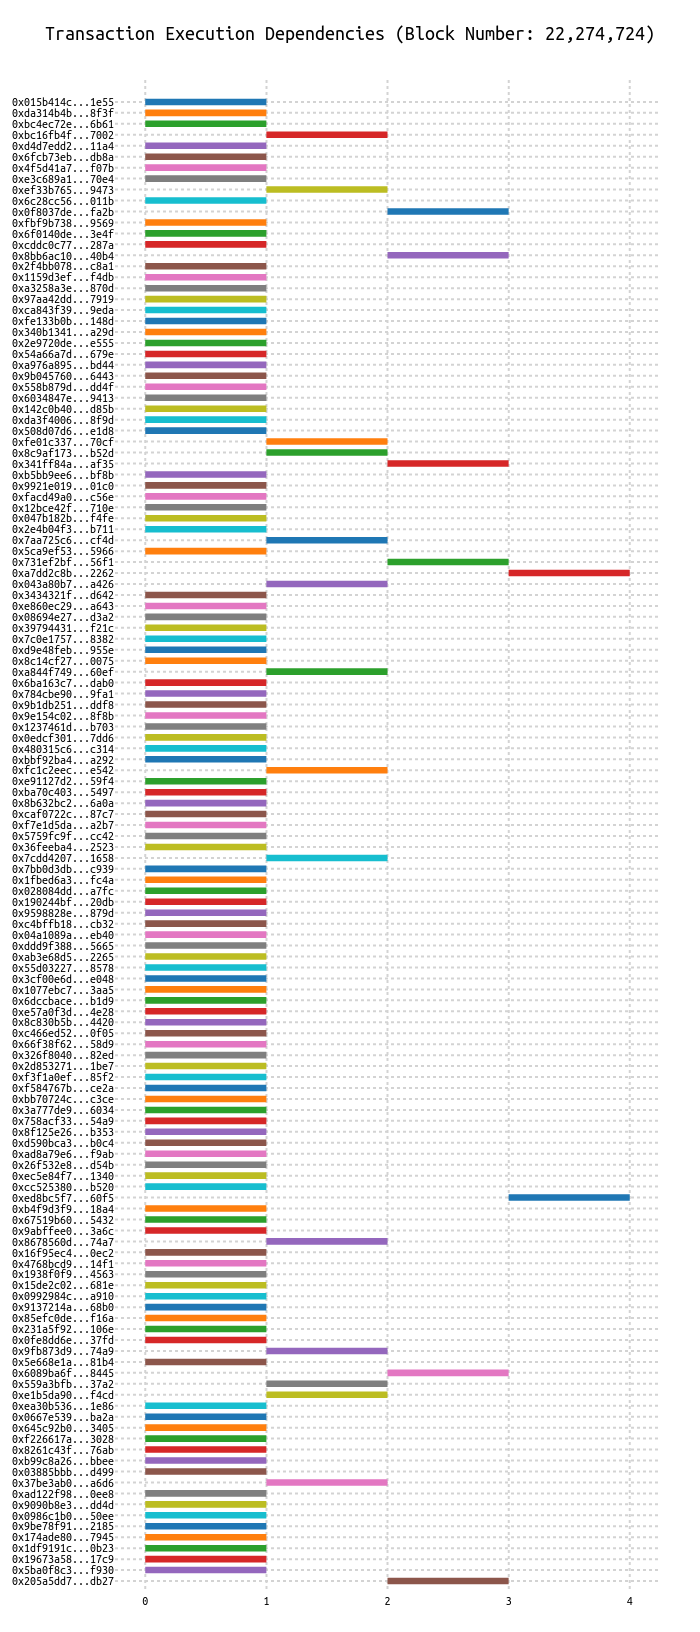 Transaction Execution Dependencies (Block Number: 22,274,724)
0x015b414c...1e55
0xda314b4b...8f3f
0xbc4ec72e...6b61
0xbc16fb4f...7002
0xd4d7edd2...11a4
0x6fcb73eb...db8a
0x4f5d41a7...f07b
0xe3c689a1...70e4
0xef33b765...9473
0x6c28cc56...011b
0x0f8037de...fa2b
0xfbf9b738...9569
0x6f0140de...3e4f
0xcddc0c77...287a
0x8bb6ac10...40b4
0x2f4bb078...c8a1
0x1159d3ef...f4db
0xa3258a3e...870d
0x97aa42dd...7919
0xca843f39...9eda
0xfe133b0b...148d
0x340b1341...a29d
0x2e9720de...e555
0x54a66a7d...679e
0xa976a895...bd44
0x9b045760...6443
0x558b879d...dd4f
0x6034847e...9413
0x142c0b40...d85b
0xda3f4006...8f9d
0x508d07d6...e1d8
0xfe01c337...70cf
0x8c9af173...b52d
0x341ff84a...af35
0xb5bb9ee6...bf8b
0x9921e019...01c0
0xfacd49a0...c56e
0x12bce42f...710e
0x047b182b...f4fe
0x2e4b04f3...b711
0x7aa725c6...cf4d
0x5ca9ef53...5966
0x731ef2bf...56f1
0xa7dd2c8b...2262
0x043a80b7...a426
0x3434321f...d642
0xe860ec29...a643
0x08694e27...d3a2
0x39794431...f21c
0x7c0e1757...8382
0xd9e48feb...955e
0x8c14cf27...0075
0xa844f749...60ef
0x6ba163c7...dab0
0x784cbe90...9fa1
0x9b1db251...ddf8
0x9e154c02...8f8b
0x1237461d...b703
0x0edcf301...7dd6
0x480315c6...c314
0xbbf92ba4...a292
0xfc1c2eec...e542
0xe91127d2...59f4
0xba70c403...5497
0x8b632bc2...6a0a
0xcaf0722c...87c7
0xf7e1d5da...a2b7
0x5759fc9f...cc42
0x36feeba4...2523
0x7cdd4207...1658
0x7bb0d3db...c939
0x1fbed6a3...fc4a
0x028084dd...a7fc
0x190244bf...20db
0x9598828e...879d
0xc4bffb18...cb32
0x04a1089a...eb40
0xddd9f388...5665
0xab3e68d5...2265
0x55d03227...8578
0x3cf00e6d...e048
0x1077ebc7...3aa5
0x6dccbace...b1d9
0xe57a0f3d...4e28
0x8c830b5b...4420
0xc466ed52...0f05
0x66f38f62...58d9
0x326f8040...82ed
0x2d853271...1be7
0xf3f1a0ef...85f2
0xf584767b...ce2a
0xbb70724c...c3ce
0x3a777de9...6034
0x758acf33...54a9
0x8f125e26...b353
0xd590bca3...b0c4
0xad8a79e6...f9ab
0x26f532e8...d54b
0xec5e84f7...1340
0xcc525380...b520
0xed8bc5f7...60f5
0xb4f9d3f9...18a4
0x67519b60...5432
0x9abffee0...3a6c
0x8678560d...74a7
0x16f95ec4...0ec2
0x4768bcd9...14f1
0x1938f0f9...4563
0x15de2c02...681e
0x0992984c...a910
0x9137214a...68b0
0x85efc0de...f16a
0x231a5f92...106e
0x0fe8dd6e...37fd
0x9fb873d9...74a9
0x5e668e1a...81b4
0x6089ba6f...8445
0x559a3bfb...37a2
0xe1b5da90...f4cd
0xea30b536...1e86
0x0667e539...ba2a
0x645c92b0...3405
0xf226617a...3028
0x8261c43f...76ab
0xb99c8a26...bbee
0x03885bbb...d499
0x37be3ab0...a6d6
0xad122f98...0ee8
0x9090b8e3...dd4d
0x0986c1b0...50ee
0x9be78f91...2185
0x174ade80...7945
0x1df9191c...0b23
0x19673a58...17c9
0x5ba0f8c3...f930
0x205a5dd7...db27
0 1 2 3 4